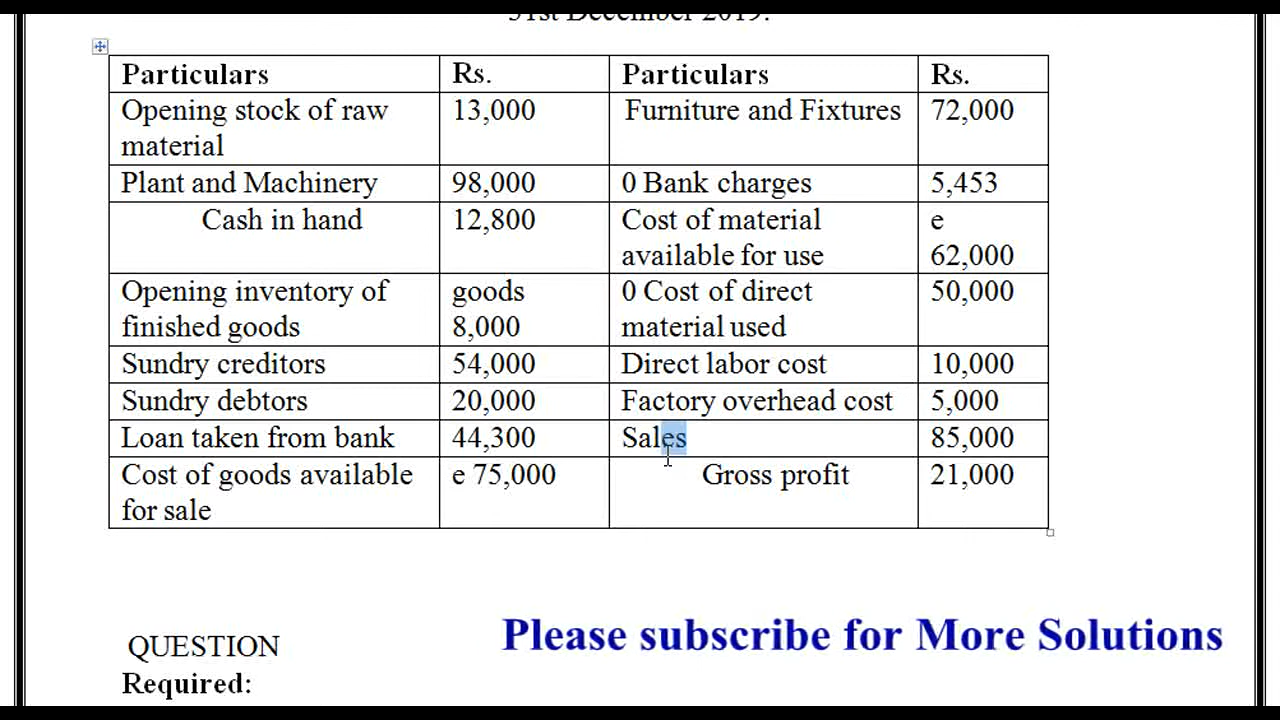 31st December 2019.
Particulars Rs. Particulars Rs.
Opening stock of raw material 13,000 Furniture and Fixtures 72,000
Plant and Machinery 98,000 0 Bank charges 5,453
Cash in hand 12,800 Cost of material available for use e 62,000
Opening inventory of finished goods goods 8,000 0 Cost of direct material used 50,000
Sundry creditors 54,000 Direct labor cost 10,000
Sundry debtors 20,000 Factory overhead cost 5,000
Loan taken from bank 44,300 Sales 85,000
Cost of goods available for sale e 75,000 Gross profit 21,000
QUESTION
Please subscribe for More Solutions
Required: